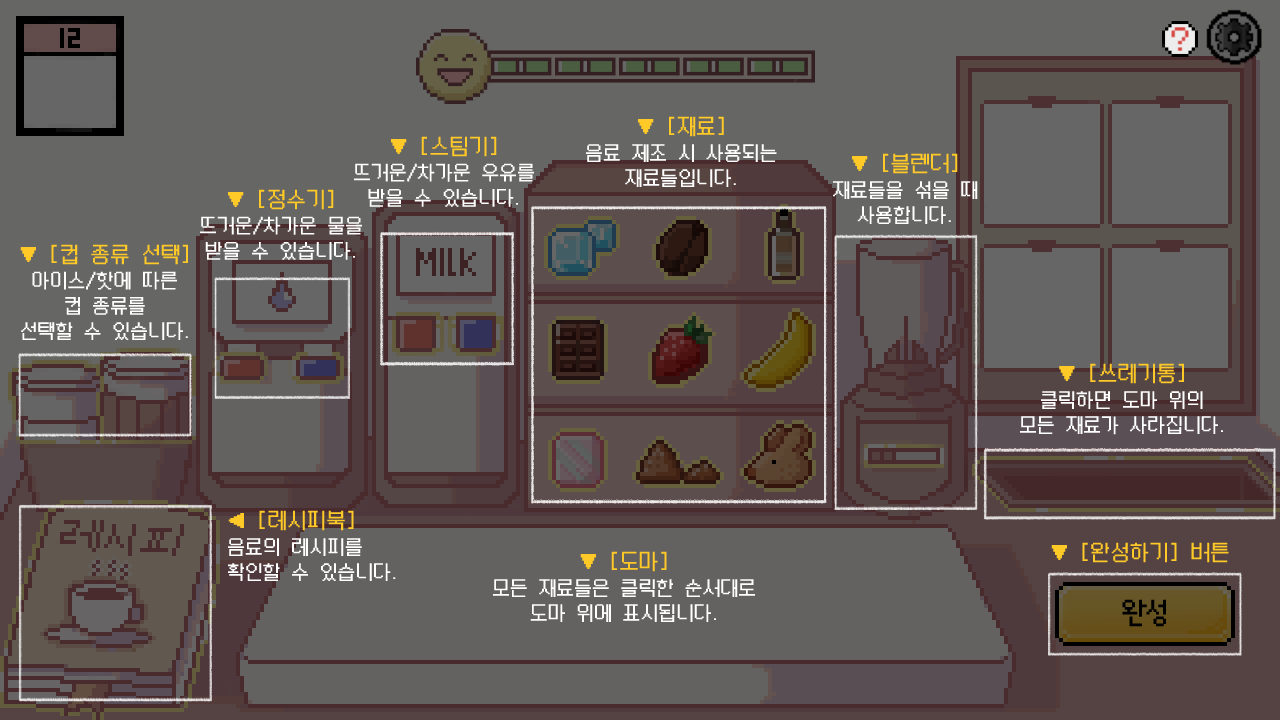 12
?
▼ [재료]
음료 제조 시 사용되는
재료들입니다.
▼ [스팀기]
뜨거운/차가운 우유를
받을 수 있습니다.
▼ [블렌더]
재료들을 섞을 때
사용합니다.
▼ [정수기]
뜨거운/차가운 물을
받을 수 있습니다.
▼ [컵 종류 선택]
아이스/핫에 따른
컵 종류를
선택할 수 있습니다.
MILK
▼ [쓰레기통]
클릭하면 도마 위의
모든 재료가 사라집니다.
레시피
◀ [레시피북]
음료의 레시피를
확인할 수 있습니다.
▼ [도마]
모든 재료들은 클릭한 순서대로
도마 위에 표시됩니다.
▼ [완성하기] 버튼
완성